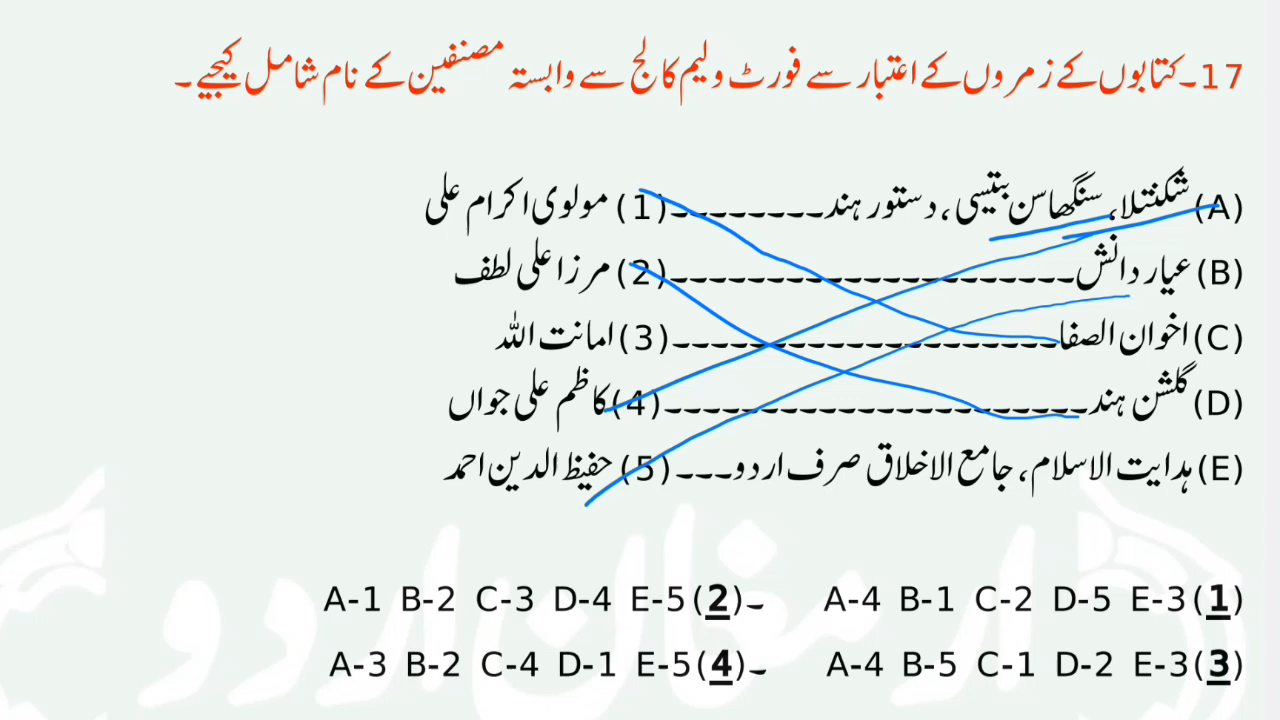 17۔کتابوں کے زمروں کے اعتبار سے فورٹ ولیم کالج سے وابستہ مصنفین کے نام شامل کیجیے۔
(A) شکنتلا، سنگھاسن بتیسی، دستور ہند۔۔۔۔۔۔۔۔(1) مولوی اکرام علی
(B) عیار دانش۔۔۔۔۔۔۔۔۔۔۔۔۔۔۔۔۔۔۔۔۔(2) مرزا علی لطف
(C) اخوان الصفا۔۔۔۔۔۔۔۔۔۔۔۔۔۔۔۔۔۔۔۔(3) امانت اللہ
(D) گلشن ہند۔۔۔۔۔۔۔۔۔۔۔۔۔۔۔۔۔۔۔۔۔۔(4) کاظم علی جواں
(E) ہدایت الاسلام، جامع الاخلاق صرف اردو۔۔۔(5) حفیظ الدین احمد
(1) A-4 B-1 C-2 D-5 E-3 ۔(2) A-1 B-2 C-3 D-4 E-5
(3) A-4 B-5 C-1 D-2 E-3 ۔(4) A-3 B-2 C-4 D-1 E-5
ارمغان اردو